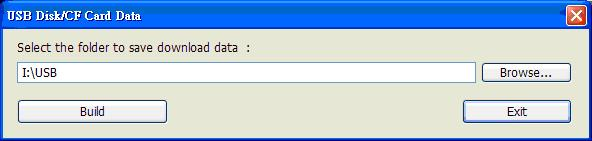 USB Disk/CF Card Data
Select the folder to save download data :
I:\USB
Browse...
Build
Exit